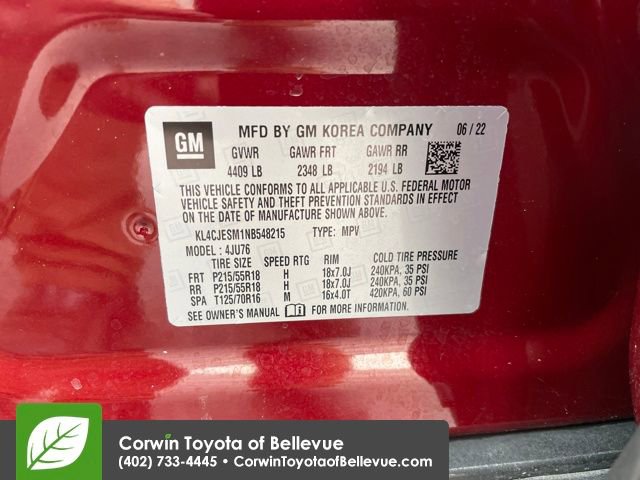 GM
MFD BY GM KOREA COMPANY 06 / 22
GVWR GAWR FRT GAWR RR
4409 LB 2348 LB 2194 LB
THIS VEHICLE CONFORMS TO ALL APPLICABLE U.S. FEDERAL MOTOR
VEHICLE SAFETY AND THEFT PREVENTION STANDARDS IN EFFECT
ON THE DATE OF MANUFACTURE SHOWN ABOVE.
KL4CJESM1NB548215 TYPE: MPV
MODEL: 4JU76
TIRE SIZE SPEED RTG RIM COLD TIRE PRESSURE
FRT P215/55R18 H 18x7.0J 240KPA, 35 PSI
RR P215/55R18 H 18x7.0J 240KPA, 35 PSI
SPA T125/70R16 M 16x4.0T 420KPA, 60 PSI
SEE OWNER'S MANUAL FOR MORE INFORMATION.
Corwin Toyota of Bellevue
(402) 733-4445 • CorwinToyotaofBellevue.com